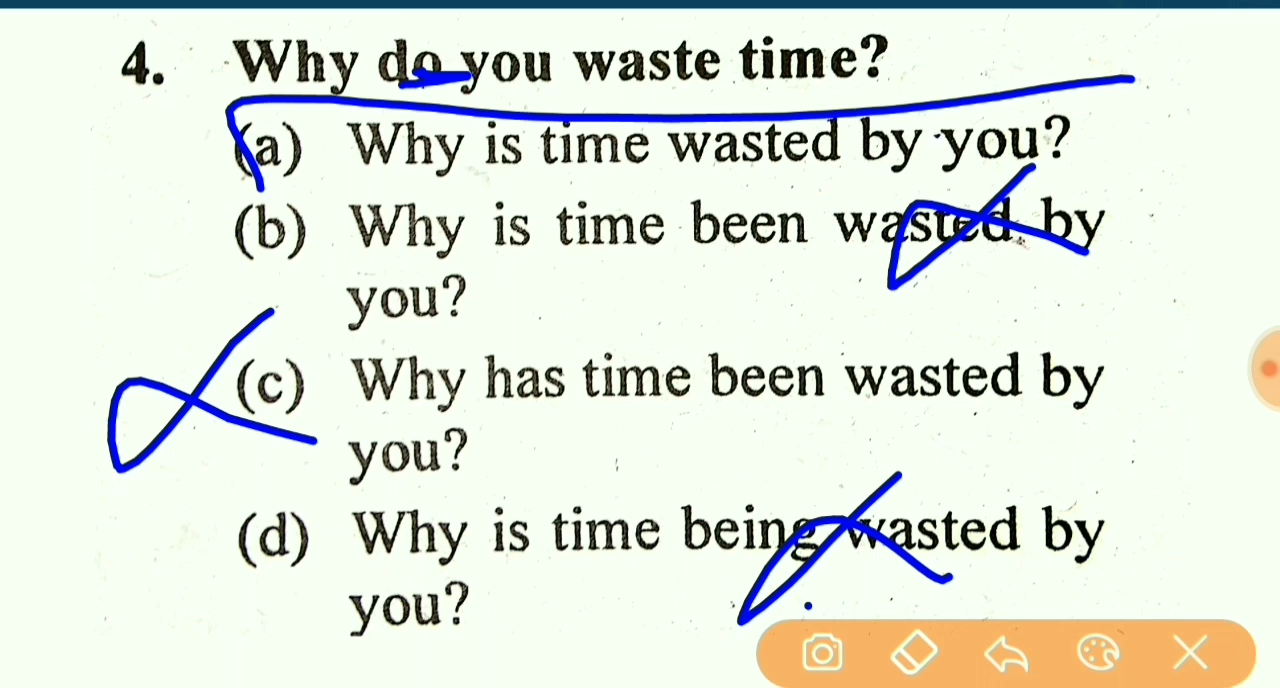 4. Why do you waste time?
(a) Why is time wasted by you?
(b) Why is time been wasted by
you?
(c) Why has time been wasted by
you?
(d) Why is time being wasted by
you?